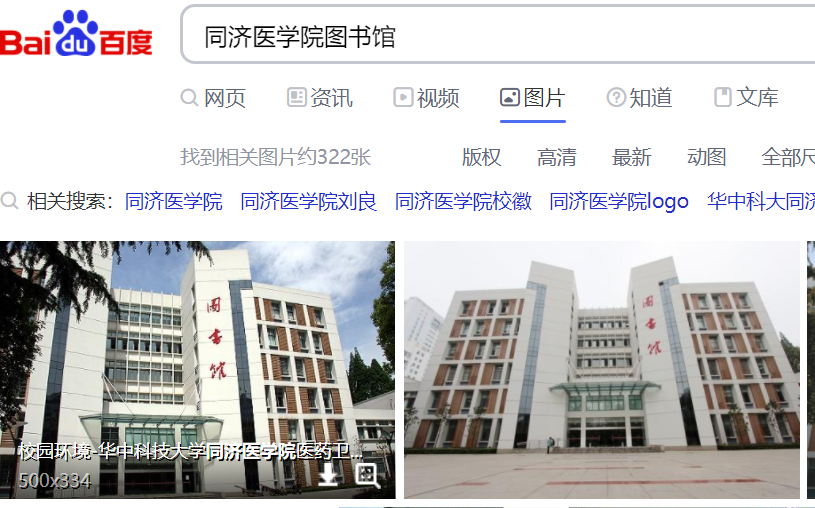 Bai du 百度
同济医学院图书馆
网页 资讯 视频 图片 知道 文库
找到相关图片约322张 版权 高清 最新 动图 全部尺
相关搜索: 同济医学院 同济医学院刘良 同济医学院校徽 同济医学院logo 华中科大同济
图书馆
图书馆
校园环境-华中科技大学同济医学院医药卫...
500x334